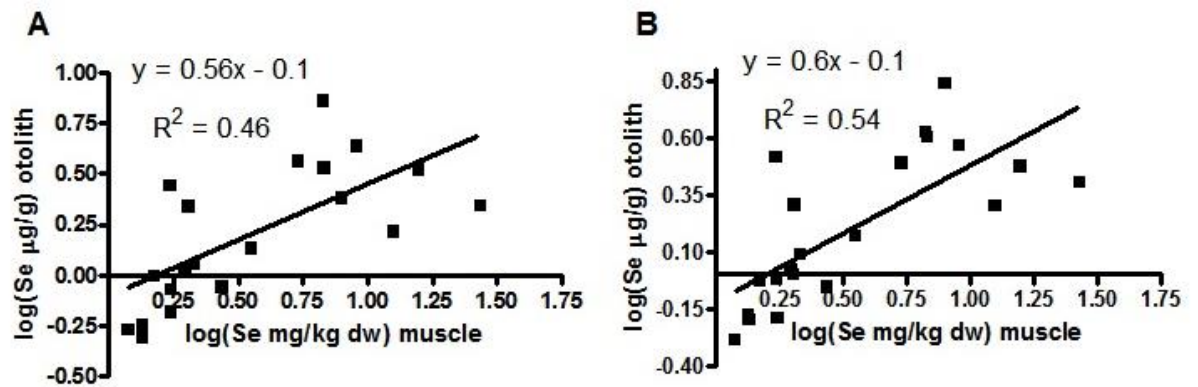 A
y = 0.56x - 0.1
R² = 0.46
log(Se µg/g) otolith
1.00
0.75
0.50
0.25
0.00
-0.25
-0.50
0.25 0.50 0.75 1.00 1.25 1.50 1.75
log(Se mg/kg dw) muscle
B
y = 0.6x - 0.1
R² = 0.54
log(Se µg/g) otolith
0.85
0.60
0.35
0.10
-0.15
-0.40
0.25 0.50 0.75 1.00 1.25 1.50 1.75
log(Se mg/kg dw) muscle